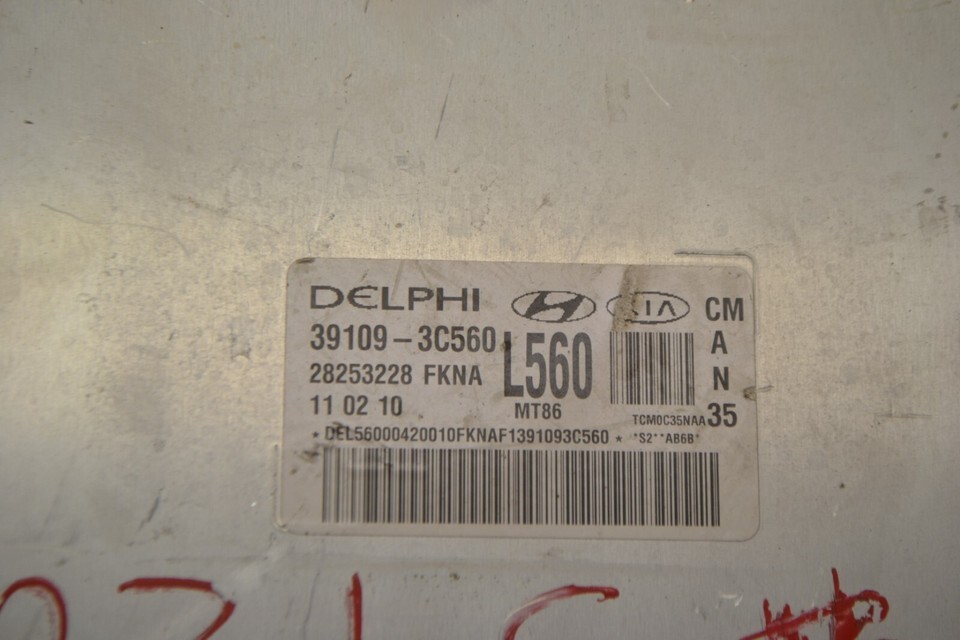 DELPHI KIA CM
39109-3C560 L560 A
28253228 FKNA N
11 02 10 MT86 TCM0C35NAA 35
*DEL56000420010FKNAF1391093C560* *S2**AB6B*